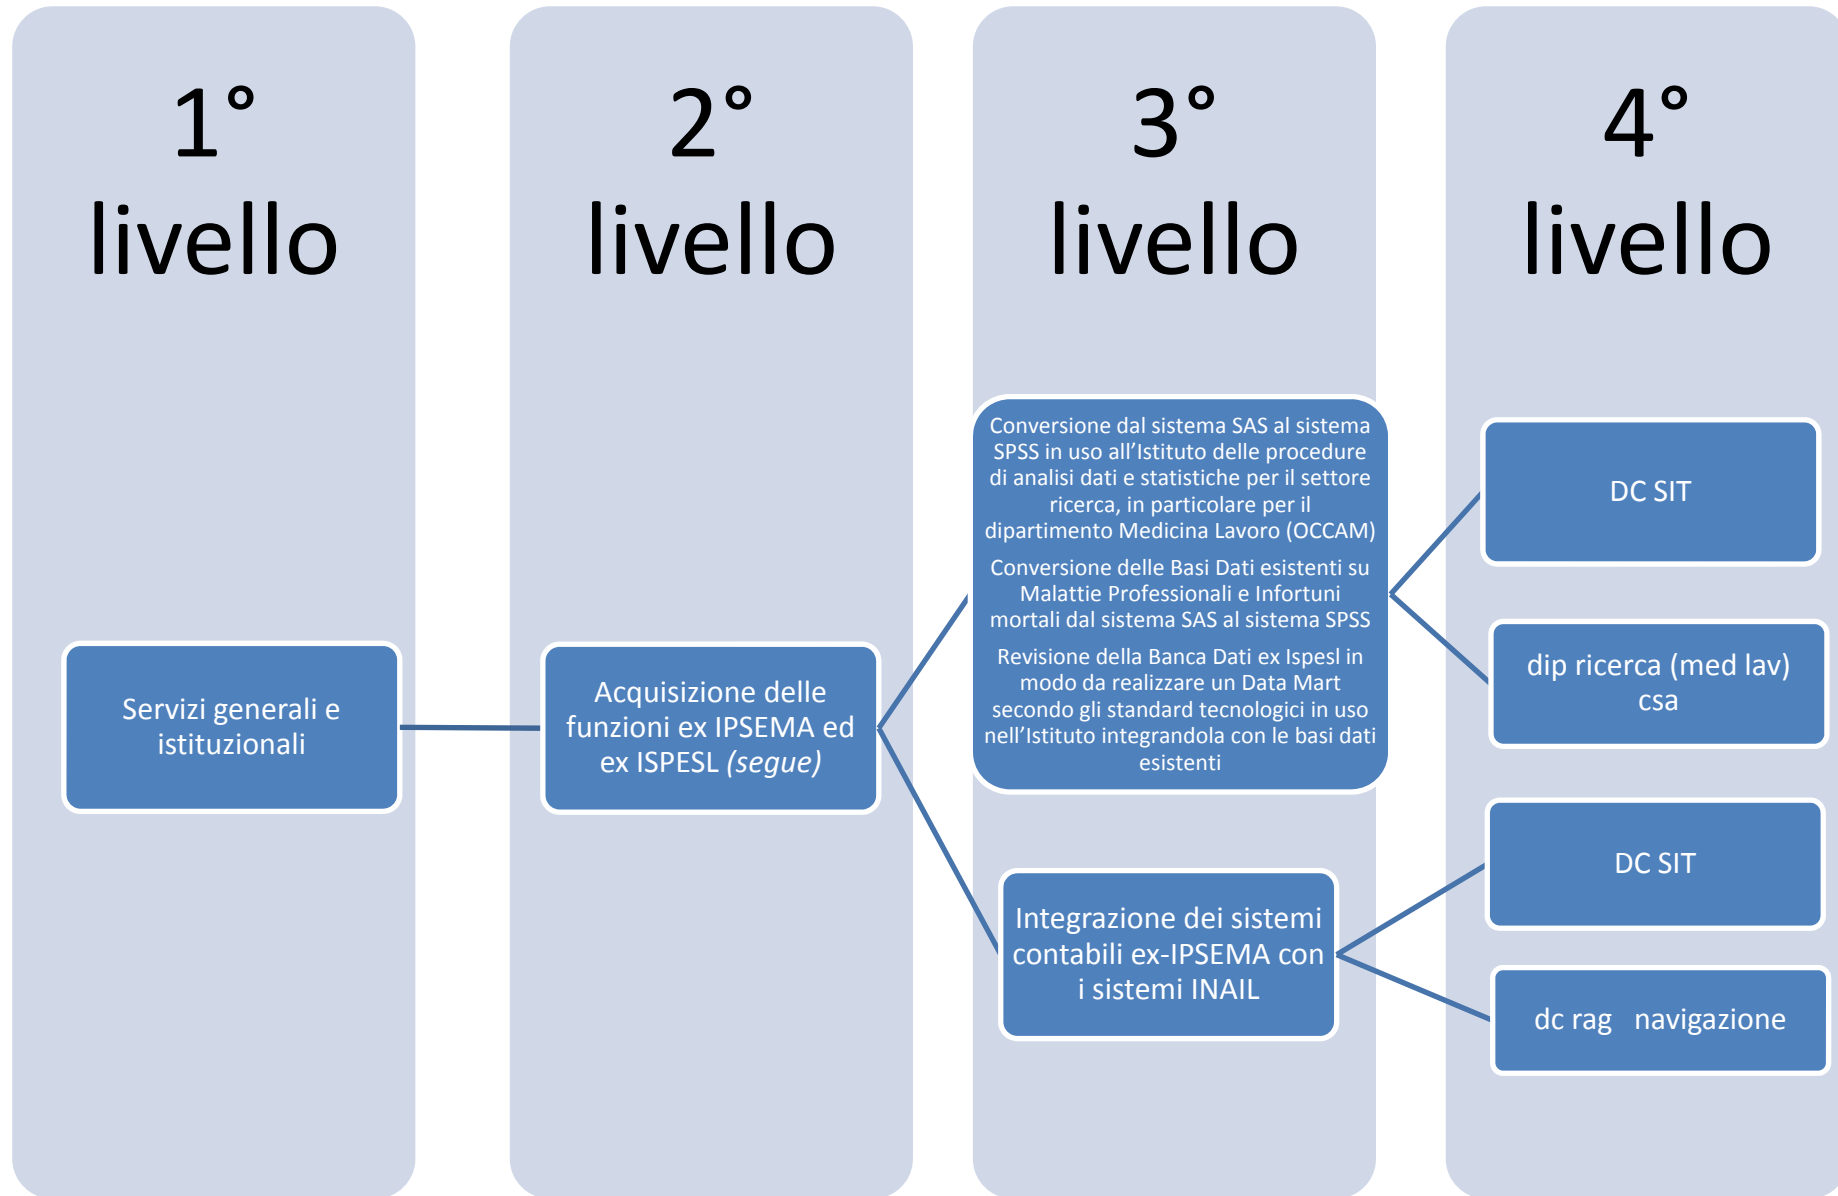 1°
livello
2°
livello
3°
livello
4°
livello
Servizi generali e
istituzionali
Acquisizione delle
funzioni ex IPSEMA ed
ex ISPESL (segue)
Conversione dal sistema SAS al sistema
SPSS in uso all’Istituto delle procedure
di analisi dati e statistiche per il settore
ricerca, in particolare per il
dipartimento Medicina Lavoro (OCCAM)
Conversione delle Basi Dati esistenti su
Malattie Professionali e Infortuni
mortali dal sistema SAS al sistema SPSS
Revisione della Banca Dati ex Ispesl in
modo da realizzare un Data Mart
secondo gli standard tecnologici in uso
nell’Istituto integrandola con le basi dati
esistenti
Integrazione dei sistemi
contabili ex-IPSEMA con
i sistemi INAIL
DC SIT
dip ricerca (med lav)
csa
DC SIT
dc rag   navigazione